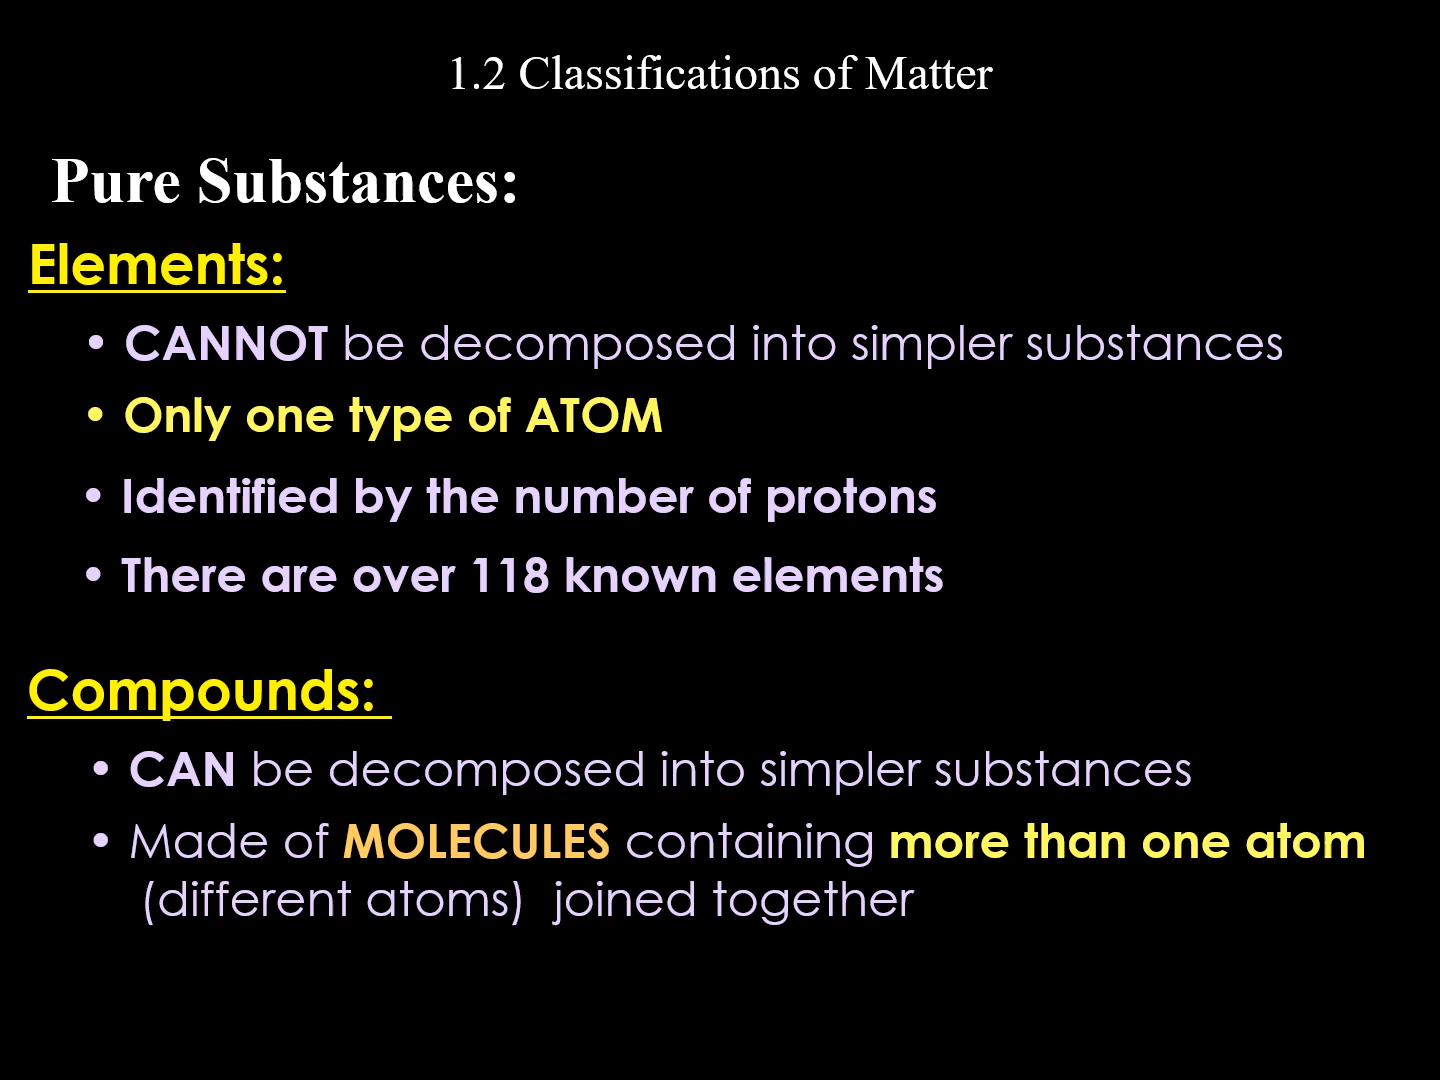 1.2 Classifications of Matter
Pure Substances:
Elements:
• CANNOT be decomposed into simpler substances
• Only one type of ATOM
• Identified by the number of protons
• There are over 118 known elements
Compounds:
• CAN be decomposed into simpler substances
• Made of MOLECULES containing more than one atom
(different atoms) joined together